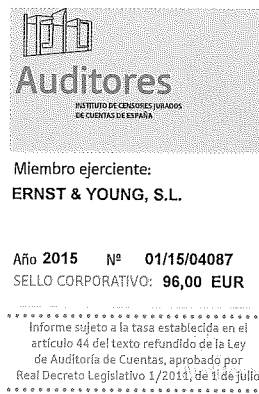 Auditores
INSTITUTO DE CENSORES JURADOS
DE CUENTAS DE ESPAÑA
Miembro ejerciente:
ERNST & YOUNG, S.L.
Año 2015 Nº 01/15/04087
SELLO CORPORATIVO: 96,00 EUR
Informe sujeto a la tasa establecida en el
artículo 44 del texto refundido de la Ley
de Auditoría de Cuentas, aprobado por
Real Decreto Legislativo 1/2011, de 1 de julio